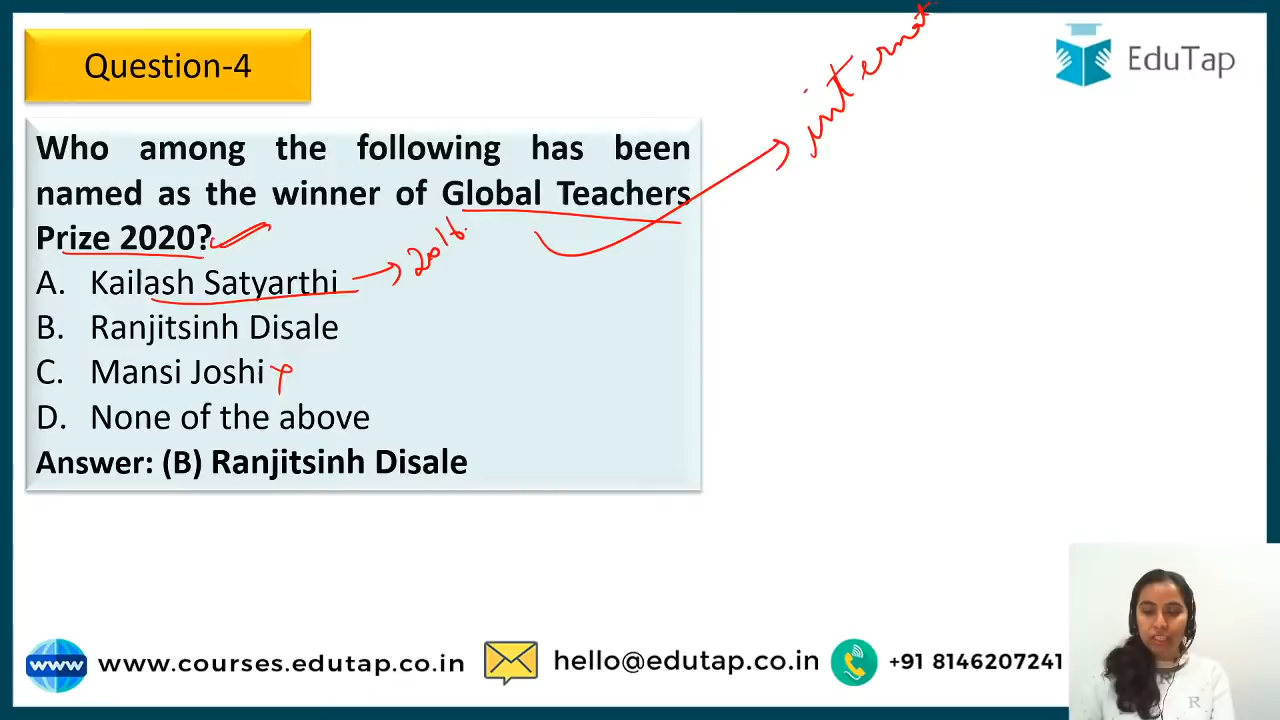 Question-4
EduTap
internat
Who among the following has been
named as the winner of Global Teachers
Prize 2020?
A. Kailash Satyarthi
B. Ranjitsinh Disale
C. Mansi Joshi
D. None of the above
Answer: (B) Ranjitsinh Disale
www
www.courses.edutap.co.in
hello@edutap.co.in
+91 8146207241
R